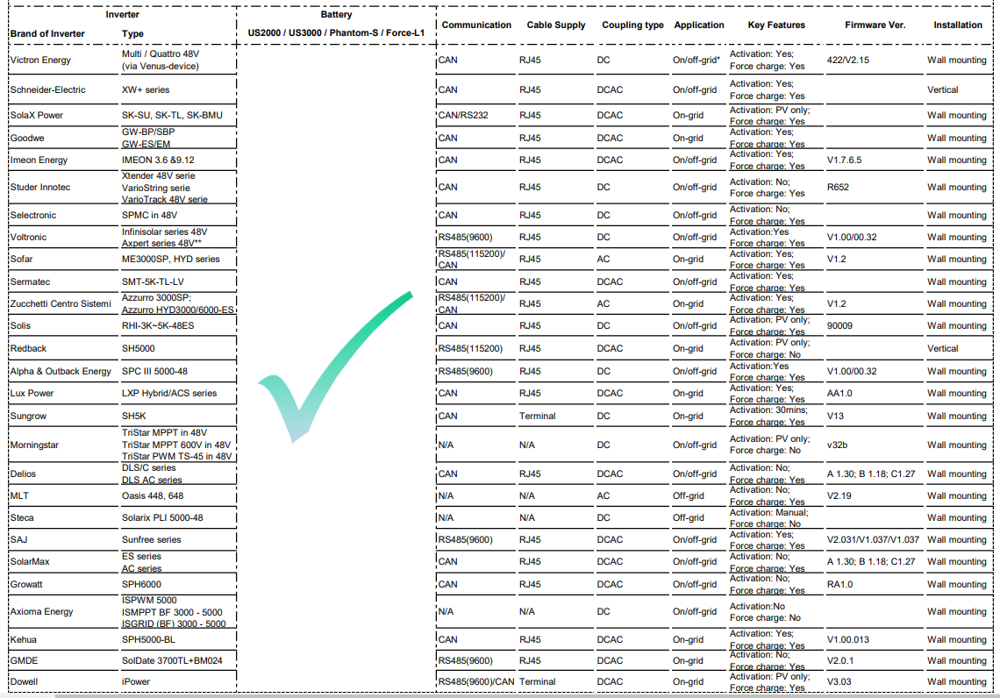 Inverter Battery
Brand of Inverter Type US2000 / US3000 / Phantom-S / Force-L1 Communication Cable Supply Coupling type Application Key Features Firmware Ver. Installation
Victron Energy Multi / Quattro 48V (via Venus-device) CAN RJ45 DC On/off-grid* Activation: Yes; Force charge: Yes 422/V2.15 Wall mounting
Schneider-Electric XW+ series CAN RJ45 DCAC On/off-grid Activation: Yes; Force charge: Yes Vertical
SolaX Power SK-SU, SK-TL, SK-BMU CAN/RS232 RJ45 DCAC On-grid Activation: PV only; Force charge: Yes Wall mounting
Goodwe GW-BP/SBP GW-ES/EM CAN RJ45 DCAC On-grid Activation: Yes; Force charge: Yes Wall mounting
Imeon Energy IMEON 3.6 &9.12 CAN RJ45 DCAC On/off-grid Activation: Yes; Force charge: Yes V1.7.6.5 Wall mounting
Studer Innotec Xtender 48V serie VarioString serie VarioTrack 48V serie CAN RJ45 DC On/off-grid Activation: No; Force charge: Yes R652 Wall mounting
Selectronic SPMC in 48V CAN RJ45 DC On/off-grid Activation: No; Force charge: Yes Wall mounting
Voltronic Infinisolar series 48V Axpert series 48V** RS485(9600) RJ45 DC On/off-grid Activation:Yes Force charge: Yes V1.00/00.32 Wall mounting
Sofar ME3000SP, HYD series RS485(115200)/ CAN RJ45 AC On-grid Activation: Yes; Force charge: Yes V1.2 Wall mounting
Sermatec SMT-5K-TL-LV CAN RJ45 DCAC On/off-grid Activation: Yes; Force charge: Yes Wall mounting
Zucchetti Centro Sistemi Azzurro 3000SP; Azzurro HYD3000/6000-ES RS485(115200)/ CAN RJ45 AC On-grid Activation: Yes; Force charge: Yes V1.2 Wall mounting
Solis RHI-3K~5K-48ES CAN RJ45 DC On/off-grid Activation: PV only; Force charge: Yes 90009 Wall mounting
Redback SH5000 RS485(115200) RJ45 DCAC On-grid Activation: PV only; Force charge: No Vertical
Alpha & Outback Energy SPC III 5000-48 RS485(9600) RJ45 DC On/off-grid Activation:Yes Force charge: Yes V1.00/00.32 Wall mounting
Lux Power LXP Hybrid/ACS series CAN RJ45 DCAC On-grid Activation: Yes; Force charge: Yes AA1.0 Wall mounting
Sungrow SH5K CAN Terminal DC On-grid Activation: 30mins; Force charge: Yes V13 Wall mounting
Morningstar TriStar MPPT in 48V TriStar MPPT 600V in 48V TriStar PWM TS-45 in 48V N/A N/A DC On/off-grid Activation: PV only; Force charge: No v32b Wall mounting
Delios DLS/C series DLS AC series CAN RJ45 DCAC On/off-grid Activation: No; Force charge: Yes A 1.30; B 1.18; C1.27 Wall mounting
MLT Oasis 448, 648 N/A N/A AC Off-grid Activation: No; Force charge: Yes V2.19 Wall mounting
Steca Solarix PLI 5000-48 N/A N/A DC Off-grid Activation: Manual; Force charge: No Wall mounting
SAJ Sunfree series RS485(9600) RJ45 DCAC On/off-grid Activation: Yes; Force charge: Yes V2.031/V1.037/V1.037 Wall mounting
SolarMax ES series AC series CAN RJ45 DCAC On/off-grid Activation: No; Force charge: Yes A 1.30; B 1.18; C1.27 Wall mounting
Growatt SPH6000 CAN RJ45 DCAC On/off-grid Activation: No; Force charge: Yes RA1.0 Wall mounting
Axioma Energy ISPWM 5000 ISMPPT BF 3000 - 5000 ISGRID (BF) 3000 - 5000 N/A N/A DC On/off-grid Activation:No Force charge: No Wall mounting
Kehua SPH5000-BL CAN RJ45 DCAC On-grid Activation: Yes; Force charge: Yes V1.00.013 Wall mounting
GMDE SolDate 3700TL+BM024 RS485(9600) RJ45 DCAC On-grid Activation: No; Force charge: Yes V2.0.1 Wall mounting
Dowell iPower RS485(9600)/CAN Terminal DCAC On-grid Activation: PV only; Force charge: Yes V3.03 Wall mounting